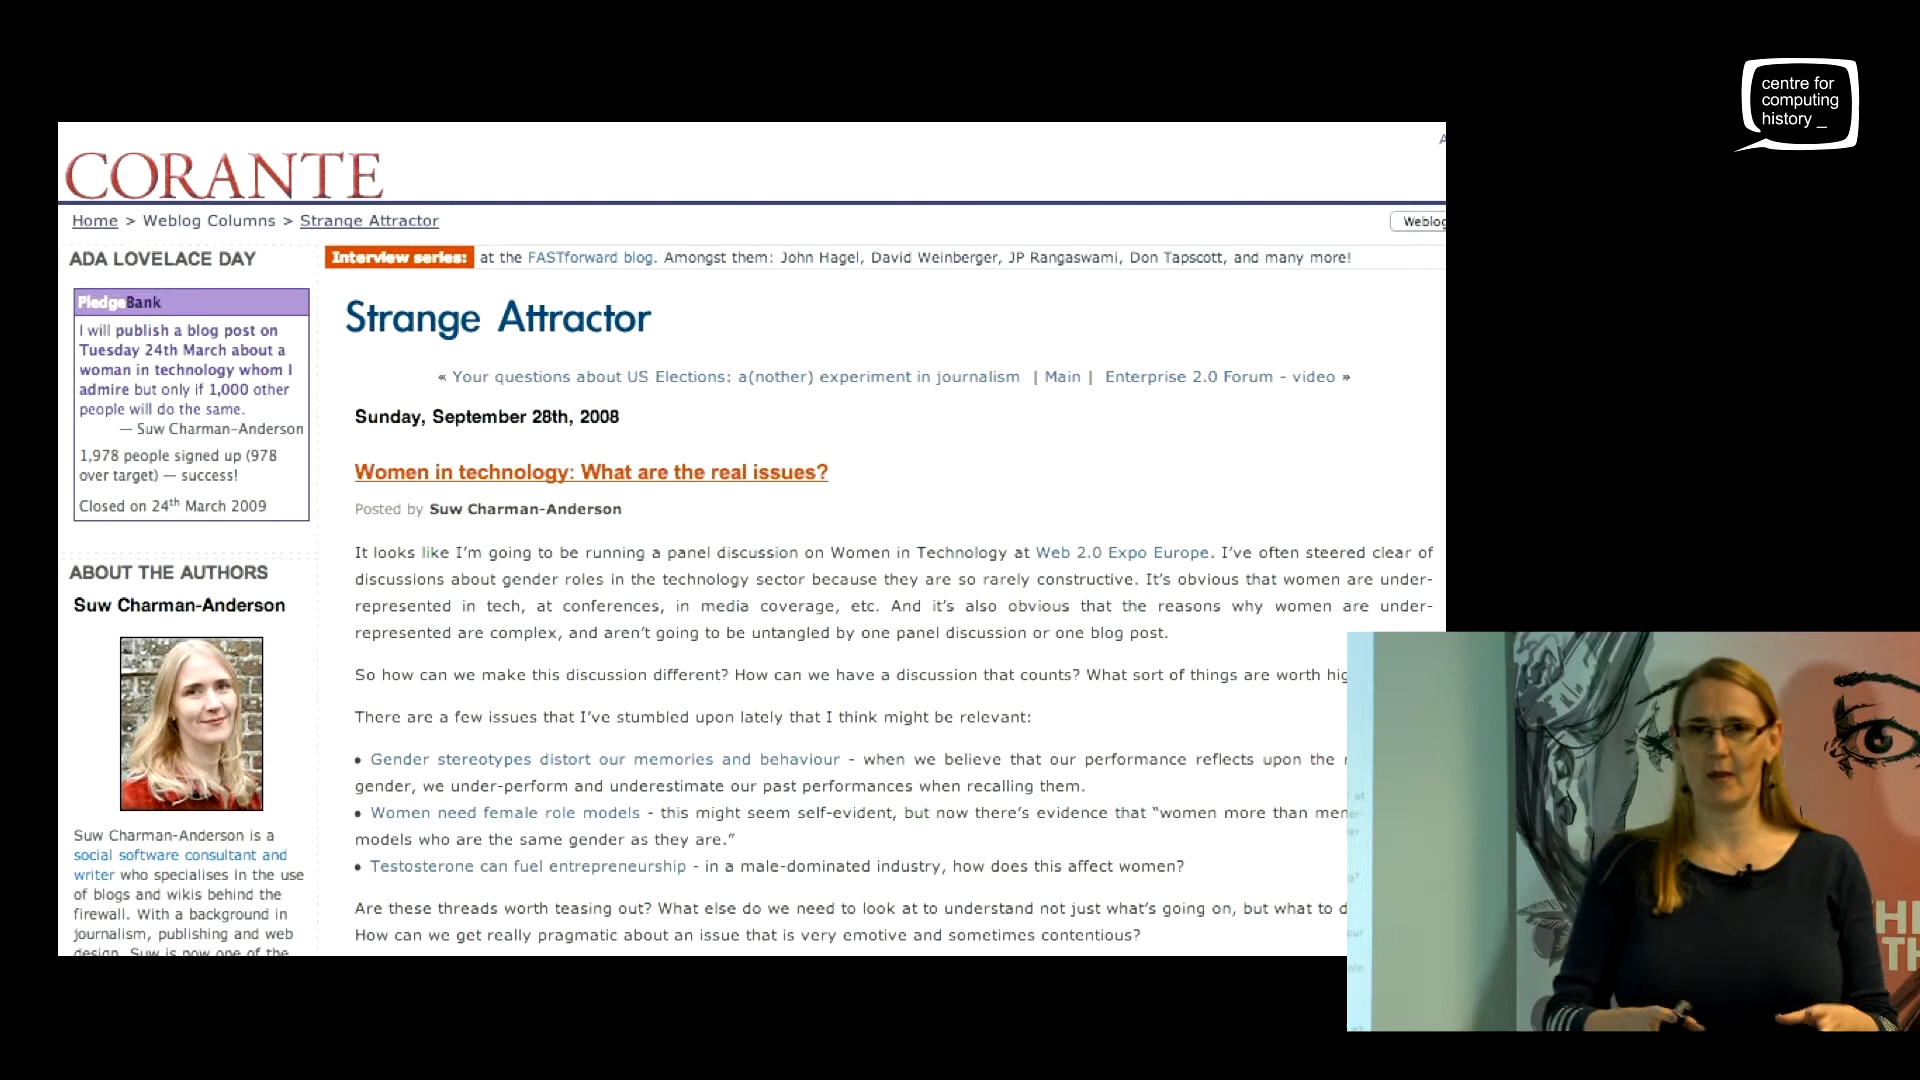 centre for
computing
history _
A
CORANTE
Home > Weblog Columns > Strange Attractor
Weblog
ADA LOVELACE DAY
PledgeBank
I will publish a blog post on
Tuesday 24th March about a
woman in technology whom I
admire but only if 1,000 other
people will do the same.
— Suw Charman-Anderson
1,978 people signed up (978
over target) — success!
Closed on 24th March 2009
ABOUT THE AUTHORS
Suw Charman-Anderson
Suw Charman-Anderson is a
social software consultant and
writer who specialises in the use
of blogs and wikis behind the
firewall. With a background in
journalism, publishing and web
design, Suw is now one of the
Interview series: at the FASTforward blog. Amongst them: John Hagel, David Weinberger, JP Rangaswami, Don Tapscott, and many more!
Strange Attractor
« Your questions about US Elections: a(nother) experiment in journalism | Main | Enterprise 2.0 Forum - video »
Sunday, September 28th, 2008
Women in technology: What are the real issues?
Posted by Suw Charman-Anderson
It looks like I'm going to be running a panel discussion on Women in Technology at Web 2.0 Expo Europe. I've often steered clear of
discussions about gender roles in the technology sector because they are so rarely constructive. It's obvious that women are under-
represented in tech, at conferences, in media coverage, etc. And it's also obvious that the reasons why women are under-
represented are complex, and aren't going to be untangled by one panel discussion or one blog post.
So how can we make this discussion different? How can we have a discussion that counts? What sort of things are worth hig
There are a few issues that I've stumbled upon lately that I think might be relevant:
• Gender stereotypes distort our memories and behaviour - when we believe that our performance reflects upon the
gender, we under-perform and underestimate our past performances when recalling them.
• Women need female role models - this might seem self-evident, but now there's evidence that “women more than men
models who are the same gender as they are.”
• Testosterone can fuel entrepreneurship - in a male-dominated industry, how does this affect women?
Are these threads worth teasing out? What else do we need to look at to understand not just what's going on, but what to d
How can we get really pragmatic about an issue that is very emotive and sometimes contentious?